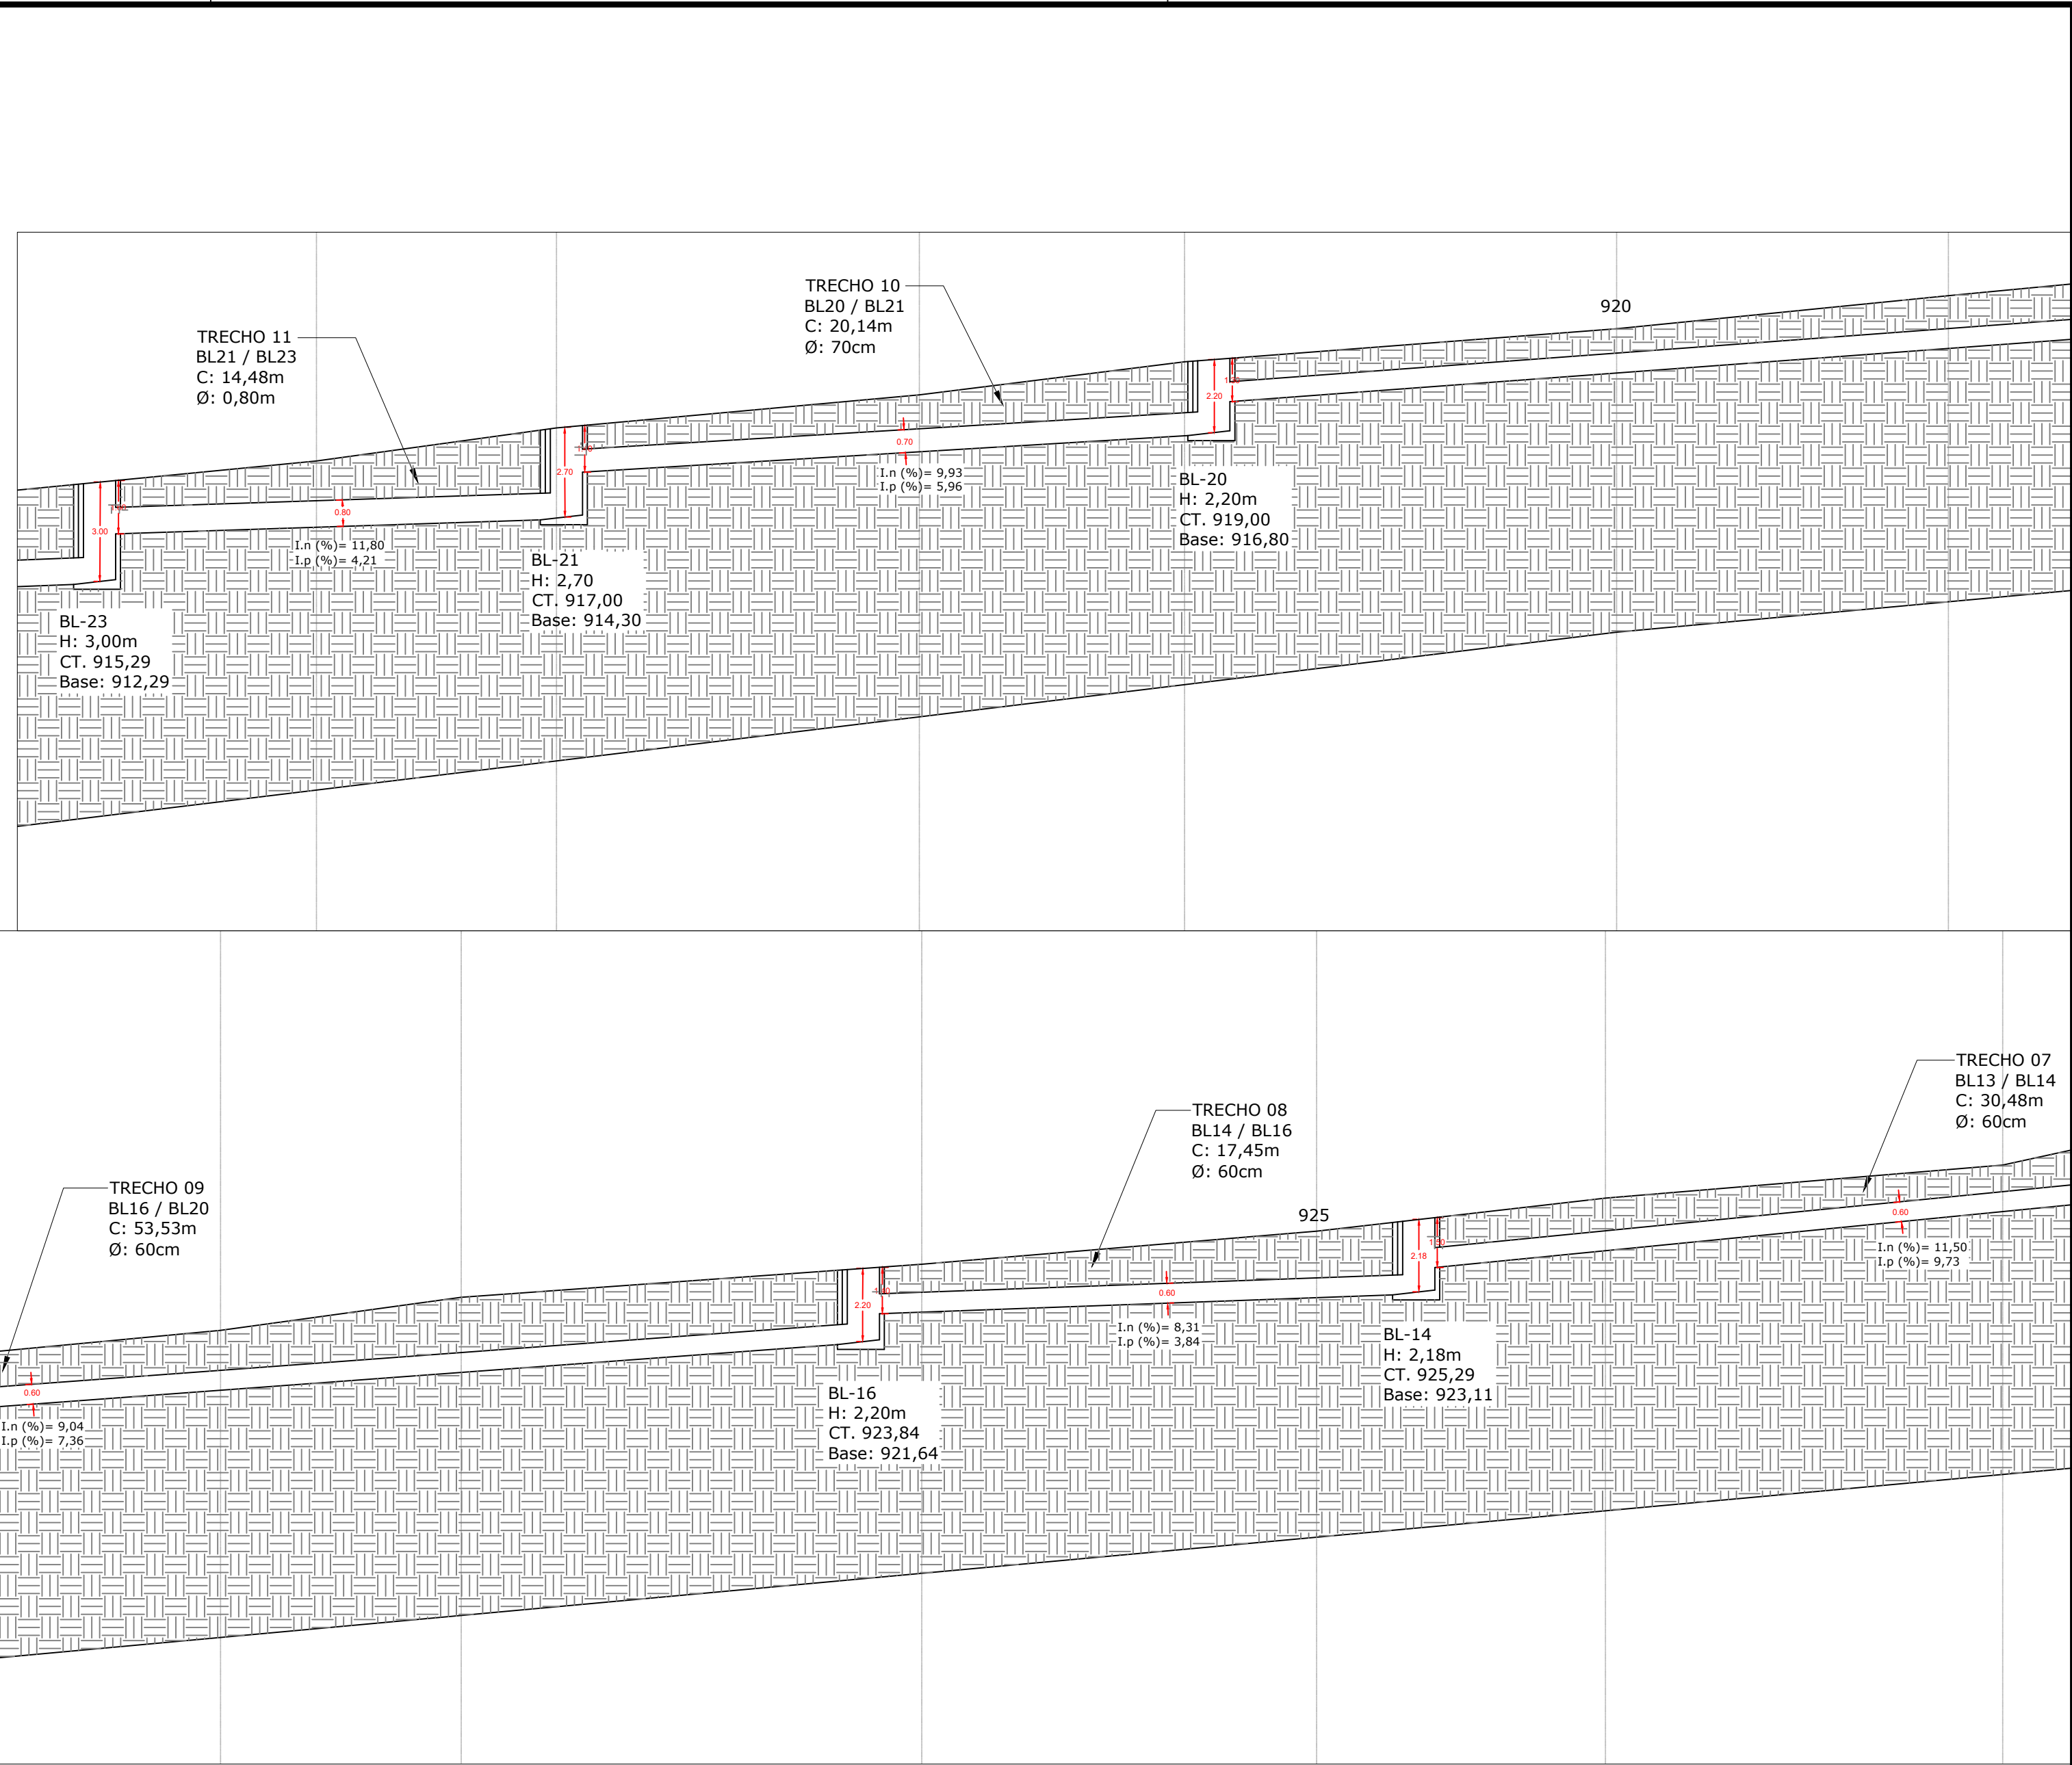 TRECHO 11
BL21 / BL23
C: 14,48m
Ø: 0,80m
TRECHO 10
BL20 / BL21
C: 20,14m
Ø: 70cm
920
3.00
0.80
I.n (%)= 11,80
I.p (%)= 4,21
2.70
0.70
I.n (%)= 9,93
I.p (%)= 5,96
2.20
BL-23
H: 3,00m
CT. 915,29
Base: 912,29
BL-21
H: 2,70
CT. 917,00
Base: 914,30
BL-20
H: 2,20m
CT. 919,00
Base: 916,80
TRECHO 09
BL16 / BL20
C: 53,53m
Ø: 60cm
TRECHO 08
BL14 / BL16
C: 17,45m
Ø: 60cm
925
TRECHO 07
BL13 / BL14
C: 30,48m
Ø: 60cm
0.60
I.n (%)= 9,04
I.p (%)= 7,36
2.20
0.60
I.n (%)= 8,31
I.p (%)= 3,84
2.18
0.60
I.n (%)= 11,50
I.p (%)= 9,73
BL-16
H: 2,20m
CT. 923,84
Base: 921,64
BL-14
H: 2,18m
CT. 925,29
Base: 923,11